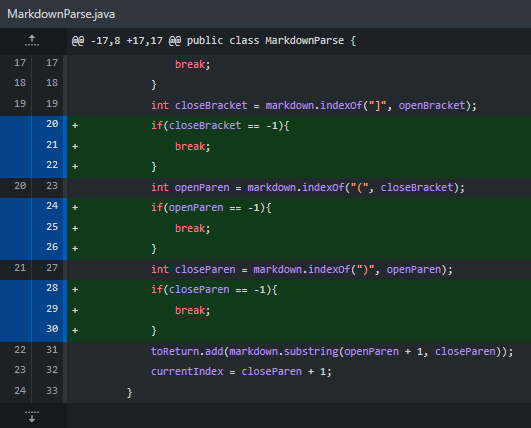 MarkdownParse.java
@@ -17,8 +17,17 @@ public class MarkdownParse {
17 17 break;
18 18 }
19 19 int closeBracket = markdown.indexOf("]", openBracket);
20 + if(closeBracket == -1){
21 + break;
22 + }
20 23 int openParen = markdown.indexOf("(", closeBracket);
24 + if(openParen == -1){
25 + break;
26 + }
21 27 int closeParen = markdown.indexOf(")", openParen);
28 + if(closeParen == -1){
29 + break;
30 + }
22 31 toReturn.add(markdown.substring(openParen + 1, closeParen));
23 32 currentIndex = closeParen + 1;
24 33 }